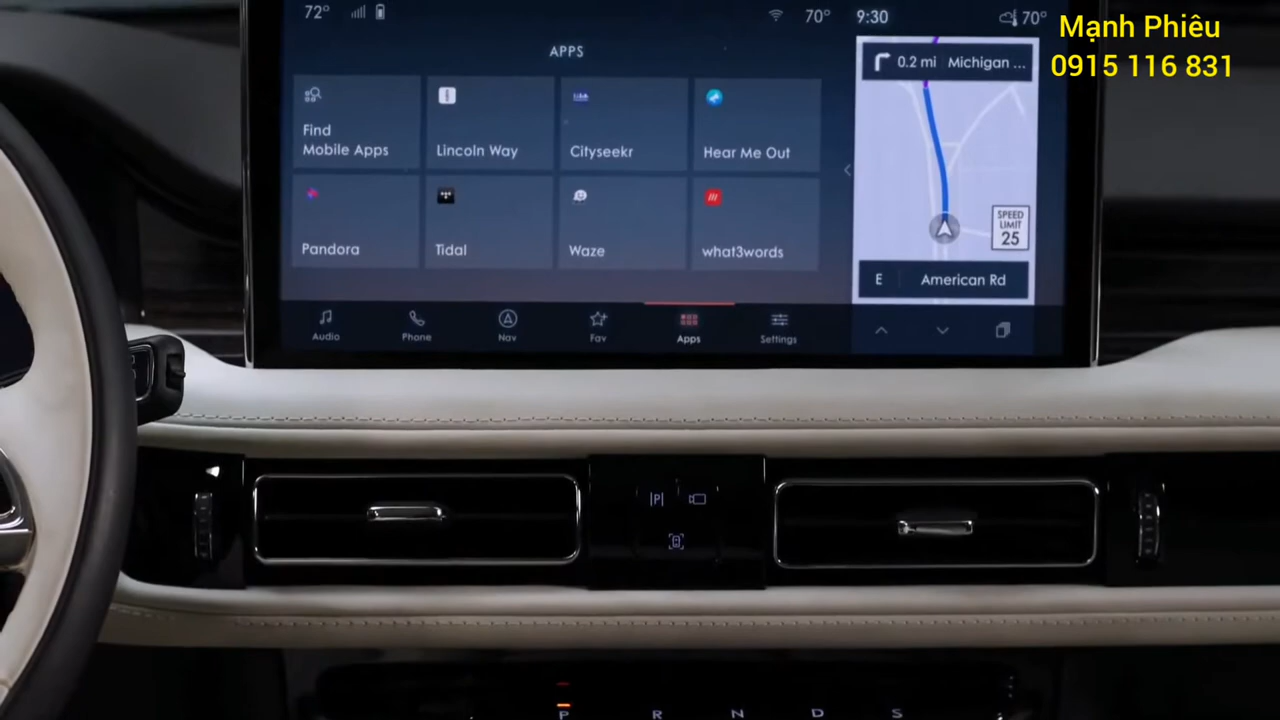 72°
70°
9:30
70°
Mạnh Phiêu
0915 116 831
APPS
0.2 mi Michigan ...
Find
Mobile Apps
Lincoln Way
Cityseekr
Hear Me Out
Pandora
Tidal
Waze
what3words
SPEED
LIMIT
25
E American Rd
Audio
Phone
Nav
Fav
Apps
Settings
P
P R N D S